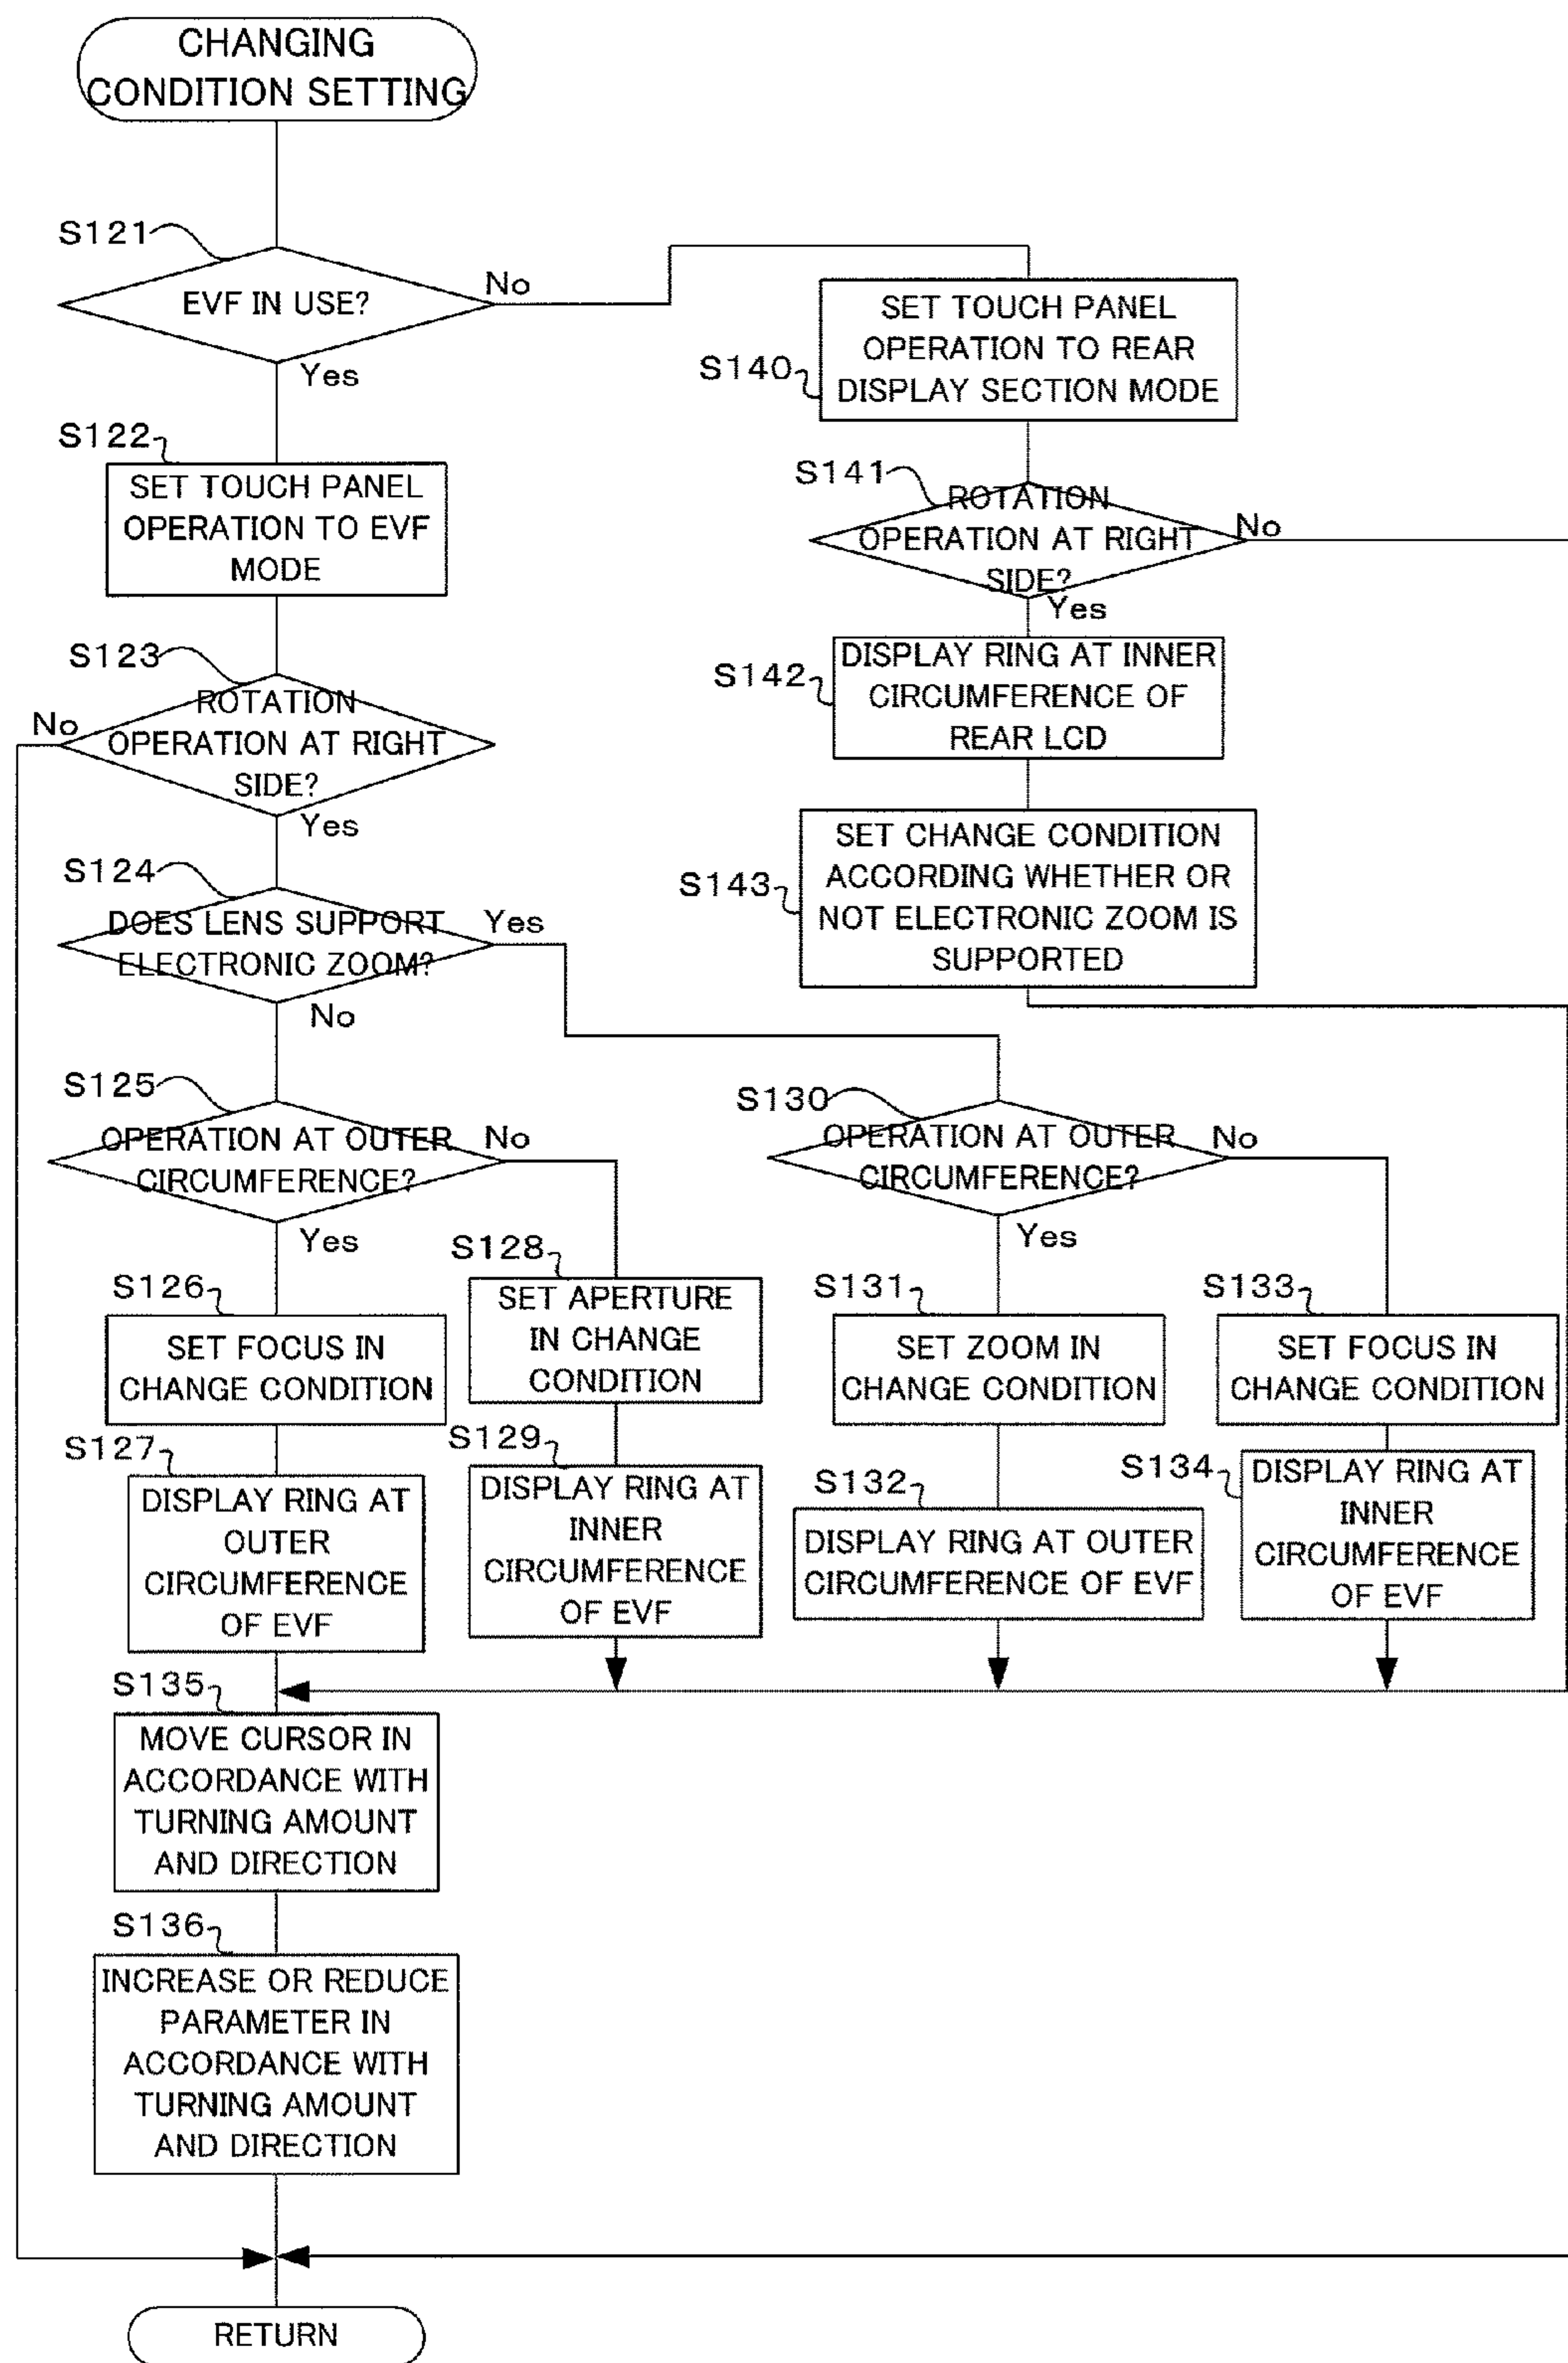 CHANGING
CONDITION SETTING
S121
EVF IN USE?
No
Yes
S122
SET TOUCH PANEL
OPERATION TO EVF
MODE
S123
ROTATION
OPERATION AT RIGHT
SIDE?
No
Yes
S124
DOES LENS SUPPORT
ELECTRONIC ZOOM?
Yes
No
S125
OPERATION AT OUTER
CIRCUMFERENCE?
No
Yes
S126
SET FOCUS IN
CHANGE CONDITION
S127
DISPLAY RING AT
OUTER
CIRCUMFERENCE
OF EVF
S128
SET APERTURE
IN CHANGE
CONDITION
S129
DISPLAY RING AT
INNER
CIRCUMFERENCE
OF EVF
S130
OPERATION AT OUTER
CIRCUMFERENCE?
No
Yes
S131
SET ZOOM IN
CHANGE CONDITION
S132
DISPLAY RING AT OUTER
CIRCUMFERENCE OF EVF
S133
SET FOCUS IN
CHANGE CONDITION
S134
DISPLAY RING AT
INNER
CIRCUMFERENCE
OF EVF
S135
MOVE CURSOR IN
ACCORDANCE WITH
TURNING AMOUNT
AND DIRECTION
S136
INCREASE OR REDUCE
PARAMETER IN
ACCORDANCE WITH
TURNING AMOUNT
AND DIRECTION
S140
SET TOUCH PANEL
OPERATION TO REAR
DISPLAY SECTION MODE
S141
ROTATION
OPERATION AT RIGHT
SIDE?
No
Yes
S142
DISPLAY RING AT INNER
CIRCUMFERENCE OF
REAR LCD
S143
SET CHANGE CONDITION
ACCORDING WHETHER OR
NOT ELECTRONIC ZOOM IS
SUPPORTED
RETURN